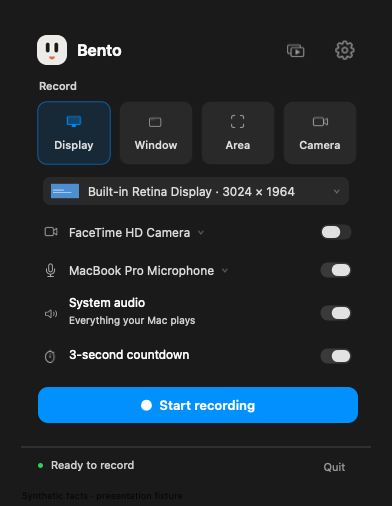 Bento
Record
Display
Window
Area
Camera
Built-in Retina Display · 3024 × 1964
FaceTime HD Camera
MacBook Pro Microphone
System audio
Everything your Mac plays
3-second countdown
Start recording
Ready to record
Quit
Synthetic facts · presentation fixture